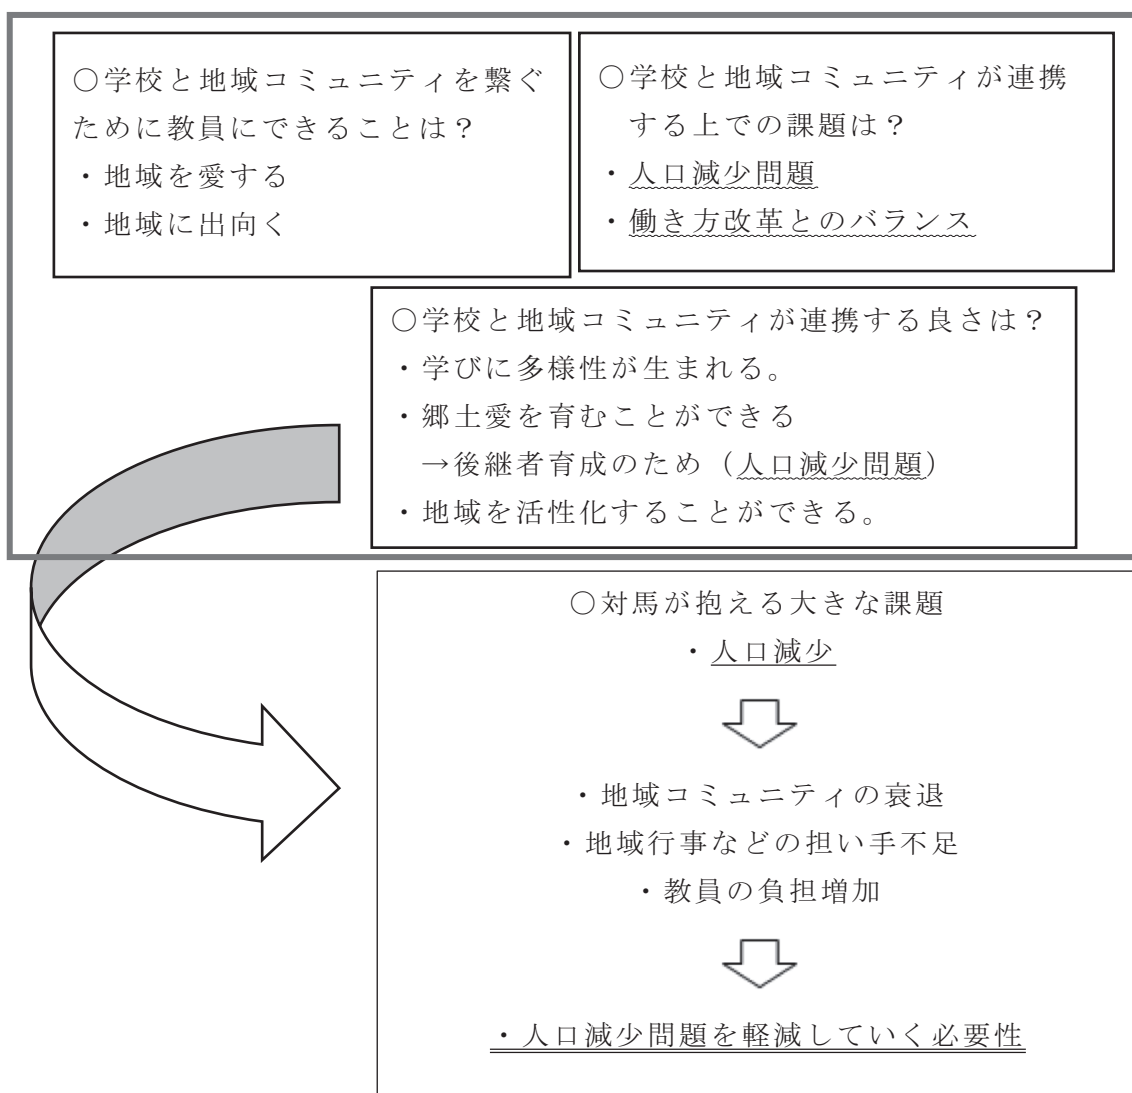 ○学校と地域コミュニティを繋ぐ
ために教員にできることは？
・地域を愛する
・地域に出向く
○学校と地域コミュニティが連携
する上での課題は？
・人口減少問題
・働き方改革とのバランス
○学校と地域コミュニティが連携する良さは？
・学びに多様性が生まれる。
・郷土愛を育むことができる
→後継者育成のため（人口減少問題）
・地域を活性化することができる。
○対馬が抱える大きな課題
・人口減少
・地域コミュニティの衰退
・地域行事などの担い手不足
・教員の負担増加
・人口減少問題を軽減していく必要性